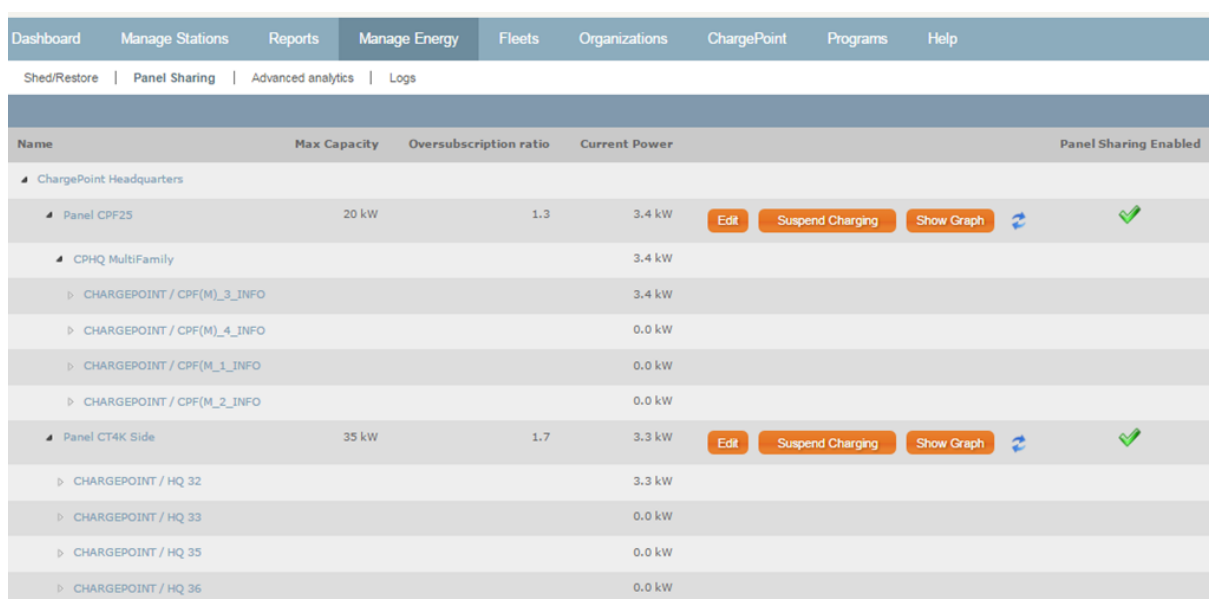 Dashboard Manage Stations Reports Manage Energy Fleets Organizations ChargePoint Programs Help
Shed/Restore | Panel Sharing | Advanced analytics | Logs
Name Max Capacity Oversubscription ratio Current Power Panel Sharing Enabled
ChargePoint Headquarters
Panel CPF25 20 kW 1.3 3.4 kW Edit Suspend Charging Show Graph
CPHQ MultiFamily 3.4 kW
CHARGEPOINT / CPF(M)_3_INFO 3.4 kW
CHARGEPOINT / CPF(M)_4_INFO 0.0 kW
CHARGEPOINT / CPF(M_1_INFO 0.0 kW
CHARGEPOINT / CPF(M_2_INFO 0.0 kW
Panel CT4K Side 35 kW 1.7 3.3 kW Edit Suspend Charging Show Graph
CHARGEPOINT / HQ 32 3.3 kW
CHARGEPOINT / HQ 33 0.0 kW
CHARGEPOINT / HQ 35 0.0 kW
CHARGEPOINT / HQ 36 0.0 kW